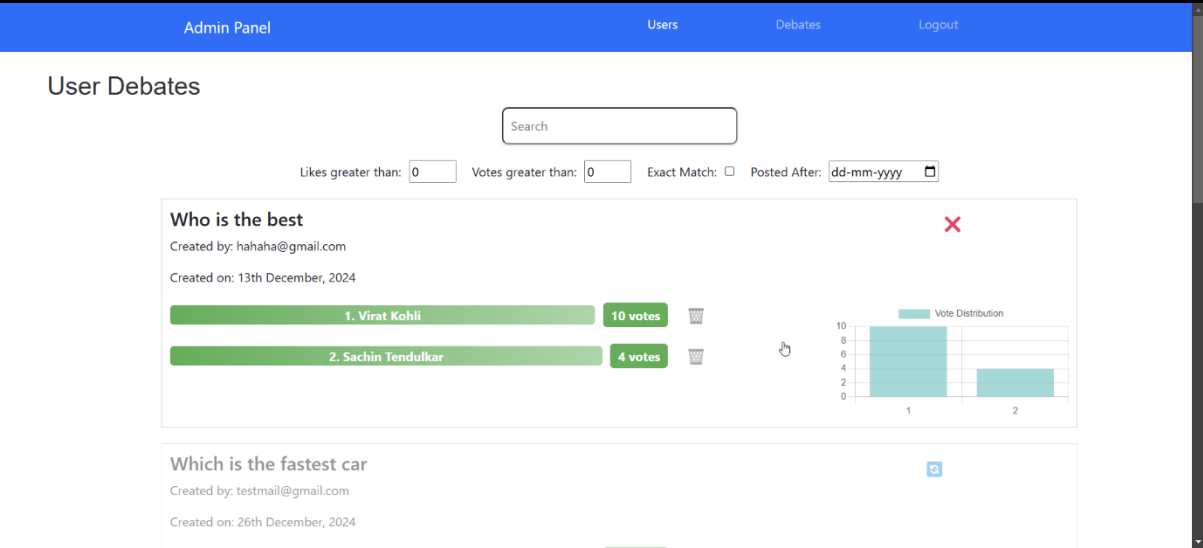 Admin Panel Users Debates Logout
User Debates
Search
Likes greater than: 0 Votes greater than: 0 Exact Match: Posted After: dd-mm-yyyy
Who is the best
Created by: hahaha@gmail.com
Created on: 13th December, 2024
1. Virat Kohli 10 votes
2. Sachin Tendulkar 4 votes
Vote Distribution
10
8
6
4
2
0
1 2
Which is the fastest car
Created by: testmail@gmail.com
Created on: 26th December, 2024